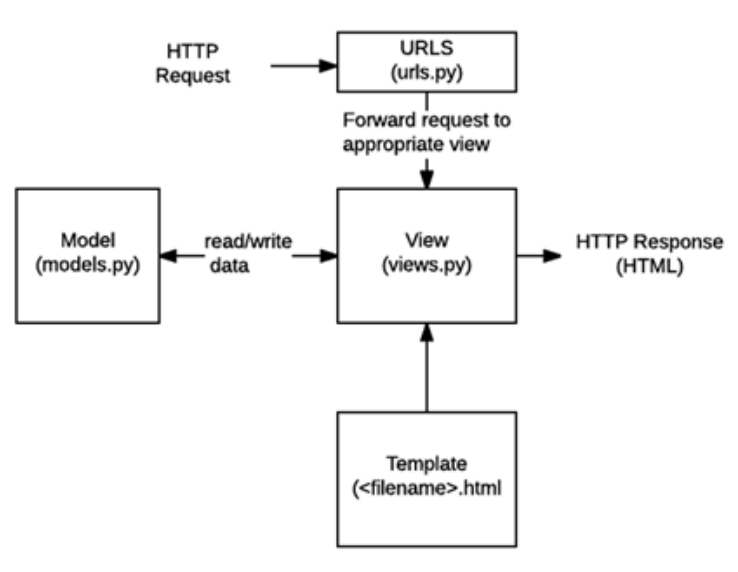 HTTP
Request
URLS
(urls.py)
Forward request to
appropriate view
Model
(models.py)
read/write
data
View
(views.py)
HTTP Response
(HTML)
Template
(<filename>.html